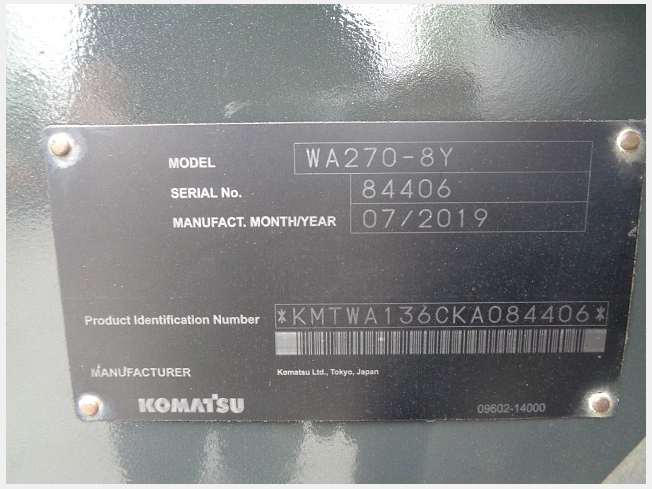 MODEL WA270-8Y
SERIAL No. 84406
MANUFACT. MONTH/YEAR 07/2019
Product Identification Number *KMTWA136CKA084406*
MANUFACTURER Komatsu Ltd., Tokyo, Japan
KOMATSU 09602-14000